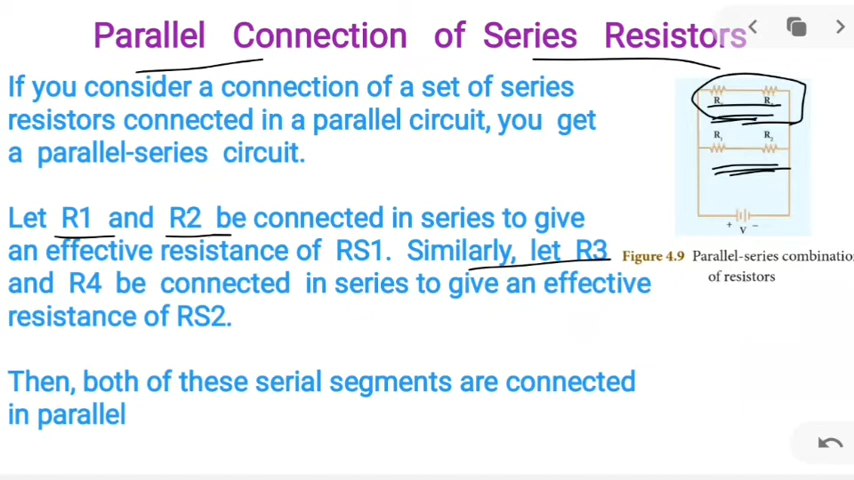 Parallel Connection of Series Resistors
If you consider a connection of a set of series
resistors connected in a parallel circuit, you get
a parallel-series circuit.
Let R1 and R2 be connected in series to give
an effective resistance of RS1. Similarly, let R3
and R4 be connected in series to give an effective
resistance of RS2.
Then, both of these serial segments are connected
in parallel
R R
R1 R2
+ V −
Figure 4.9 Parallel-series combinatio
of resistors